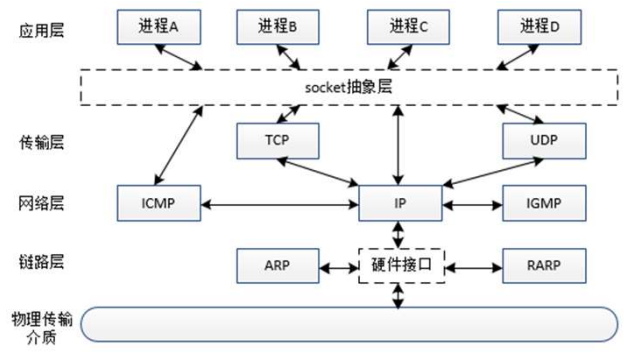 应用层
进程A
进程B
进程C
进程D
socket抽象层
传输层
TCP
UDP
网络层
ICMP
IP
IGMP
链路层
ARP
硬件接口
RARP
物理传输
介质